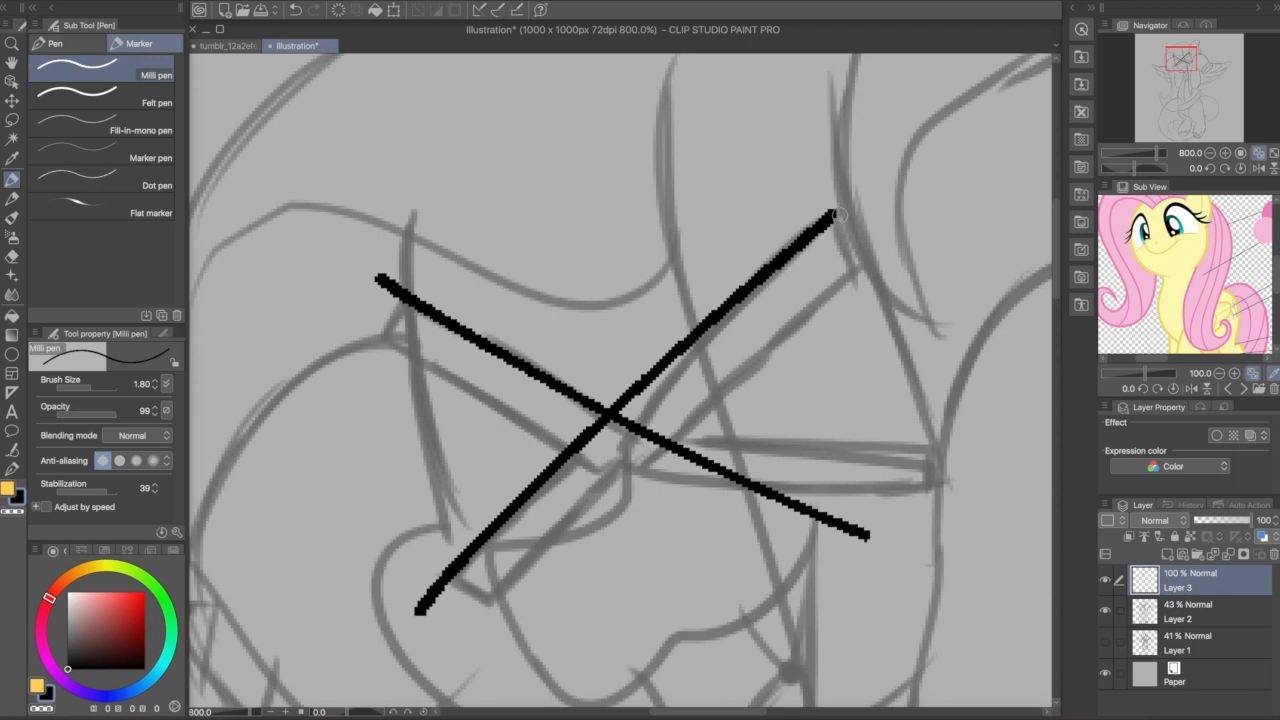 Illustration* (1000 x 1000px 72dpi 800.0%) - CLIP STUDIO PAINT PRO
Sub Tool [Pen]
Pen
Marker
tumblr_12a2ef
Illustration*
Milli pen
Felt pen
Fill-in-mono pen
Marker pen
Dot pen
Flat marker
Tool property [Milli pen]
Milli pen
Brush Size
1.80
Opacity
99
Blending mode
Normal
Anti-aliasing
Stabilization
39
Adjust by speed
H
0
S
0
V
0
800.0
0.0
Navigator
800.0
0.0
Sub View
100.0
0.0
Layer Property
Effect
Expression color
Color
Layer
History
Auto Action
Normal
100
100 % Normal
Layer 3
43 % Normal
Layer 2
41 % Normal
Layer 1
Paper